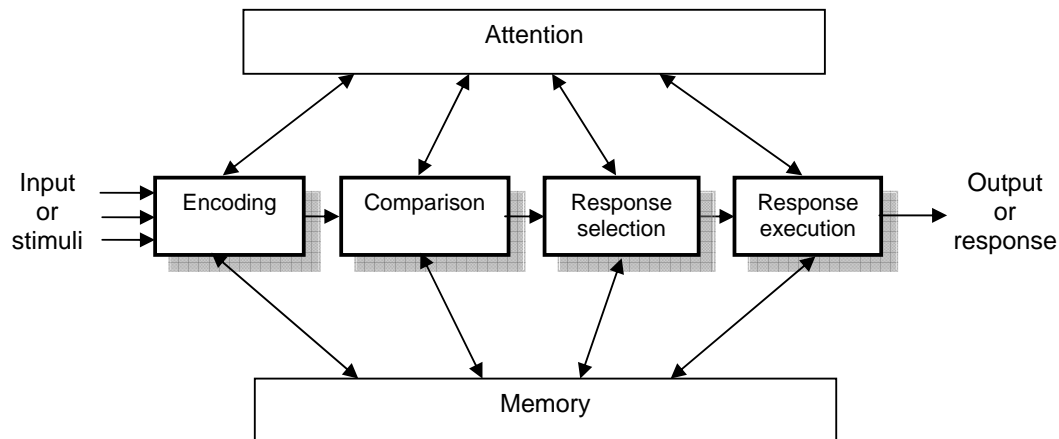 Attention
Input
or
stimuli
Encoding
Comparison
Response
selection
Response
execution
Output
or
response
Memory